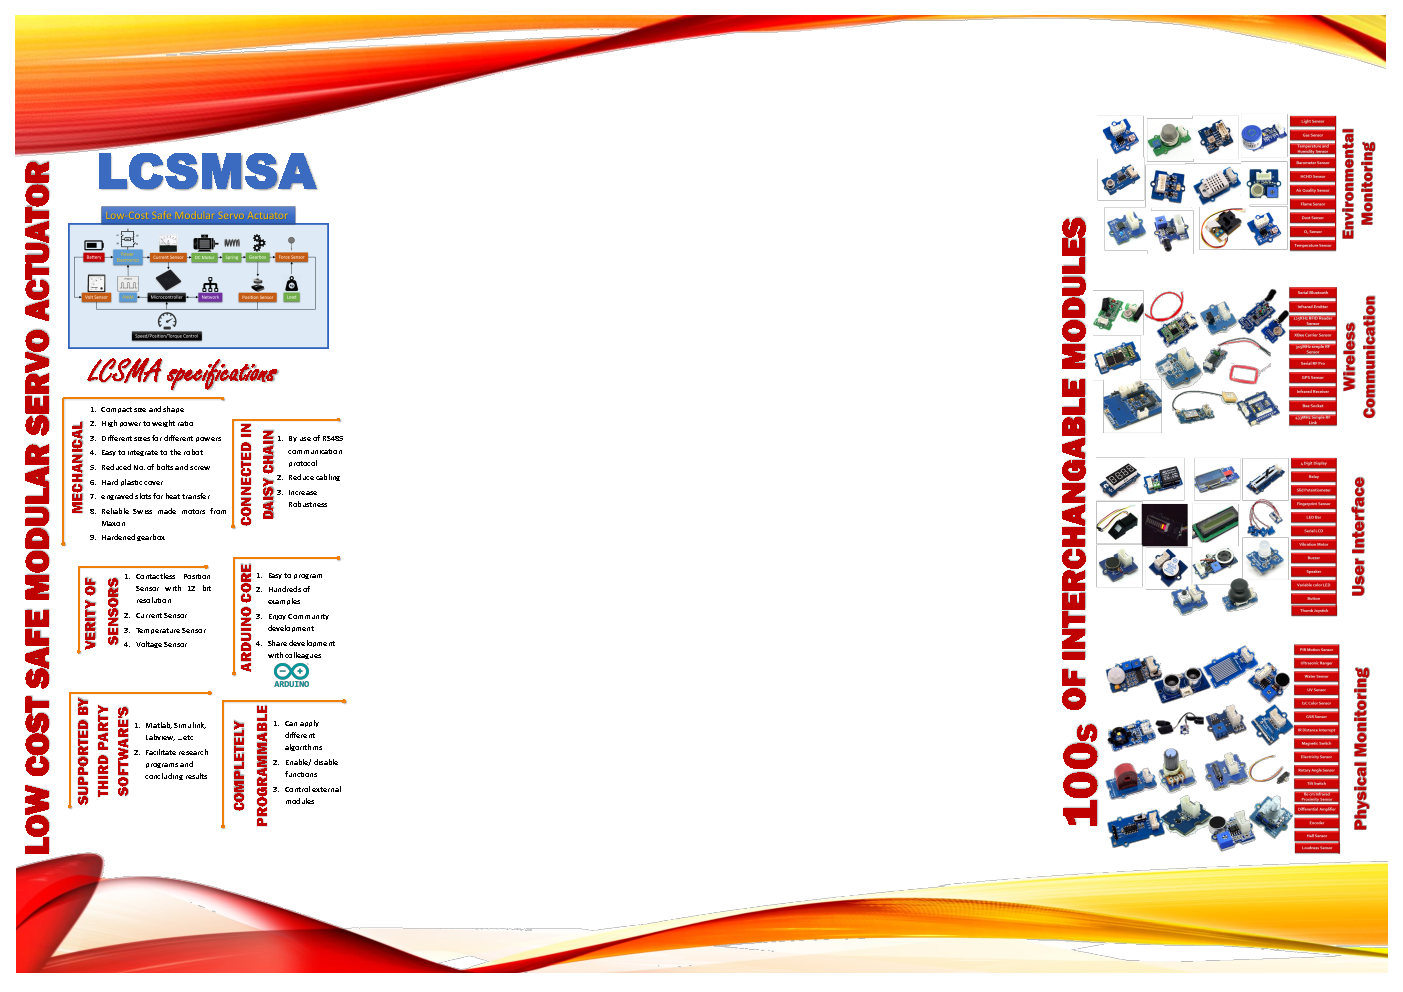 LOW COST SAFE MODULAR SERVO ACTUATOR
LCSMSA
Low-Cost Safe Modular Servo Actuator
Battery
Power Electronics
Current Sensor
DC Motor
Spring
Gearbox
Force Sensor
Volt Sensor
PWM
Microcontroller
Network
Position Sensor
Load
Speed/Position/Torque Control
LCSMA specifications
MECHANICAL
1. Compact size and shape
2. High power to weight ratio
3. Different sizes for different powers
4. Easy to integrate to the robot
5. Reduced No. of bolts and screw
6. Hard plastic cover
7. engraved slots for heat transfer
8. Reliable Swiss made motors from
Maxon
9. Hardened gearbox
CONNECTED IN
DAISY CHAIN
1. By use of RS485
communication
protocol
2. Reduce cabling
3. Increase
Robustness
VERITY OF
SENSORS
1. Contactless Position
Sensor with 12 bit
resolution
2. Current Sensor
3. Temperature Sensor
4. Voltage Sensor
ARDUINO CORE
1. Easy to program
2. Hundreds of
examples
3. Enjoy Community
development
4. Share development
with colleagues
ARDUINO
SUPPORTED BY
THIRD PARTY
SOFTWARE'S
1. Matlab, Simulink,
Labview, ...etc
2. Facilitate research
programs and
concluding results
COMPLETELY
PROGRAMMABLE
1. Can apply
different
algorithms
2. Enable/ disable
functions
3. Control external
modules
100s OF INTERCHANGABLE MODULES
Environmental
Monitoring
Light Sensor
Gas Sensor
Temperature and
Humidity Sensor
Barometer Sensor
HCHO Sensor
Air Quality Sensor
Flame Sensor
Dust Sensor
O₂ Sensor
Temperature Sensor
Wireless
Communication
Serial Bluetooth
Infrared Emitter
125KHz RFID Reader
Sensor
XBee Carrier Sensor
315MHz simple RF
Sensor
Serial RF Pro
GPS Sensor
Infrared Receiver
Bee Socket
433MHz Simple RF
Link
User Interface
4 Digit Display
Relay
Slid Potentiometer
Fingerprint Sensor
LED Bar
Serial LCD
Vibration Motor
Buzzer
Speaker
Variable color LED
Button
Thumb Joystick
Physical Monitoring
PIR Motion Sensor
Ultrasonic Ranger
Water Sensor
UV Sensor
I2C Color Sensor
GSR Sensor
IR Distance Interrupt
Magnetic Switch
Electricity Sensor
Rotary Angle Sensor
Tilt Switch
80 cm Infrared
Proximity Sensor
Differential Amplifier
Encoder
Hall Sensor
Loudness Sensor